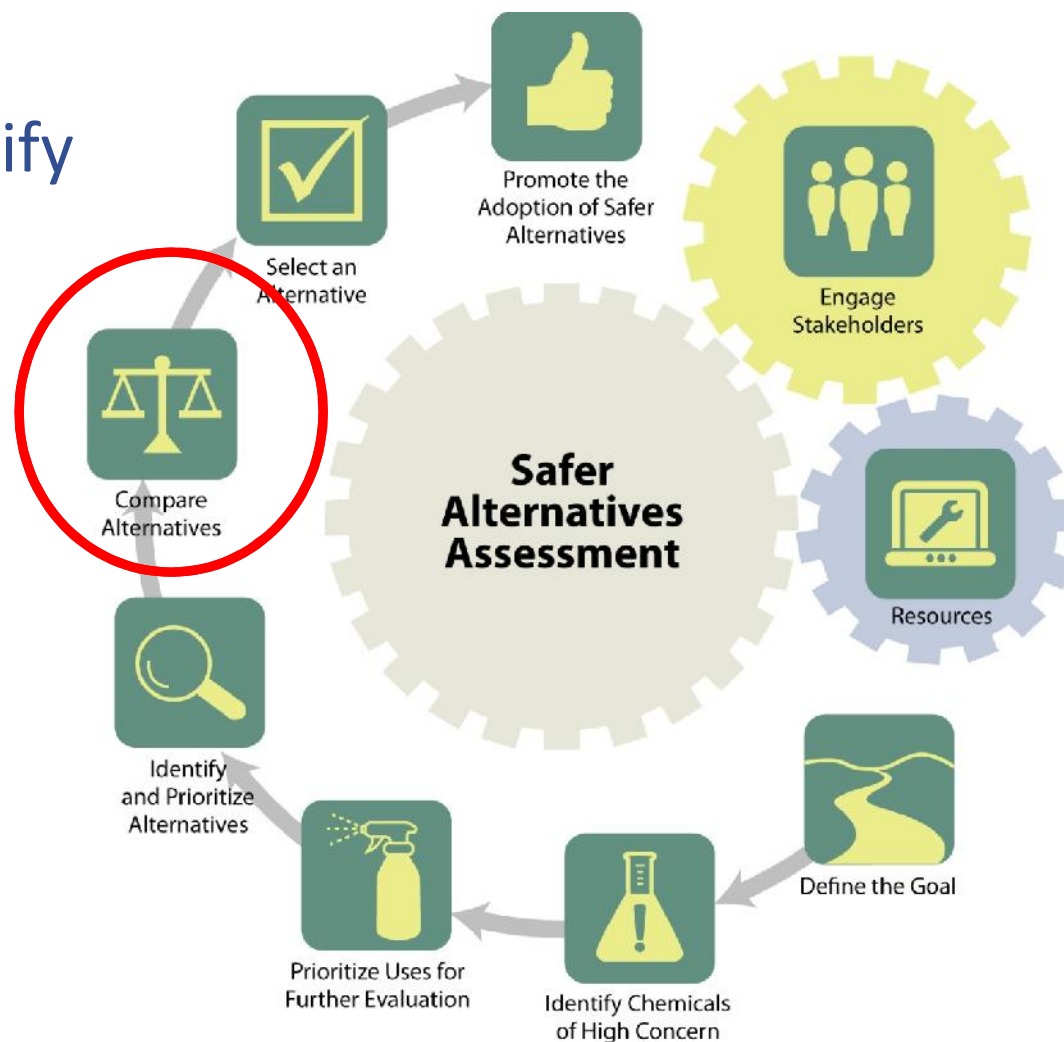 ify
Promote the
Adoption of Safer
Alternatives
Select an
Alternative
Engage
Stakeholders
Compare
Alternatives
Safer
Alternatives
Assessment
Resources
Identify
and Prioritize
Alternatives
Define the Goal
Prioritize Uses for
Further Evaluation
Identify Chemicals
of High Concern